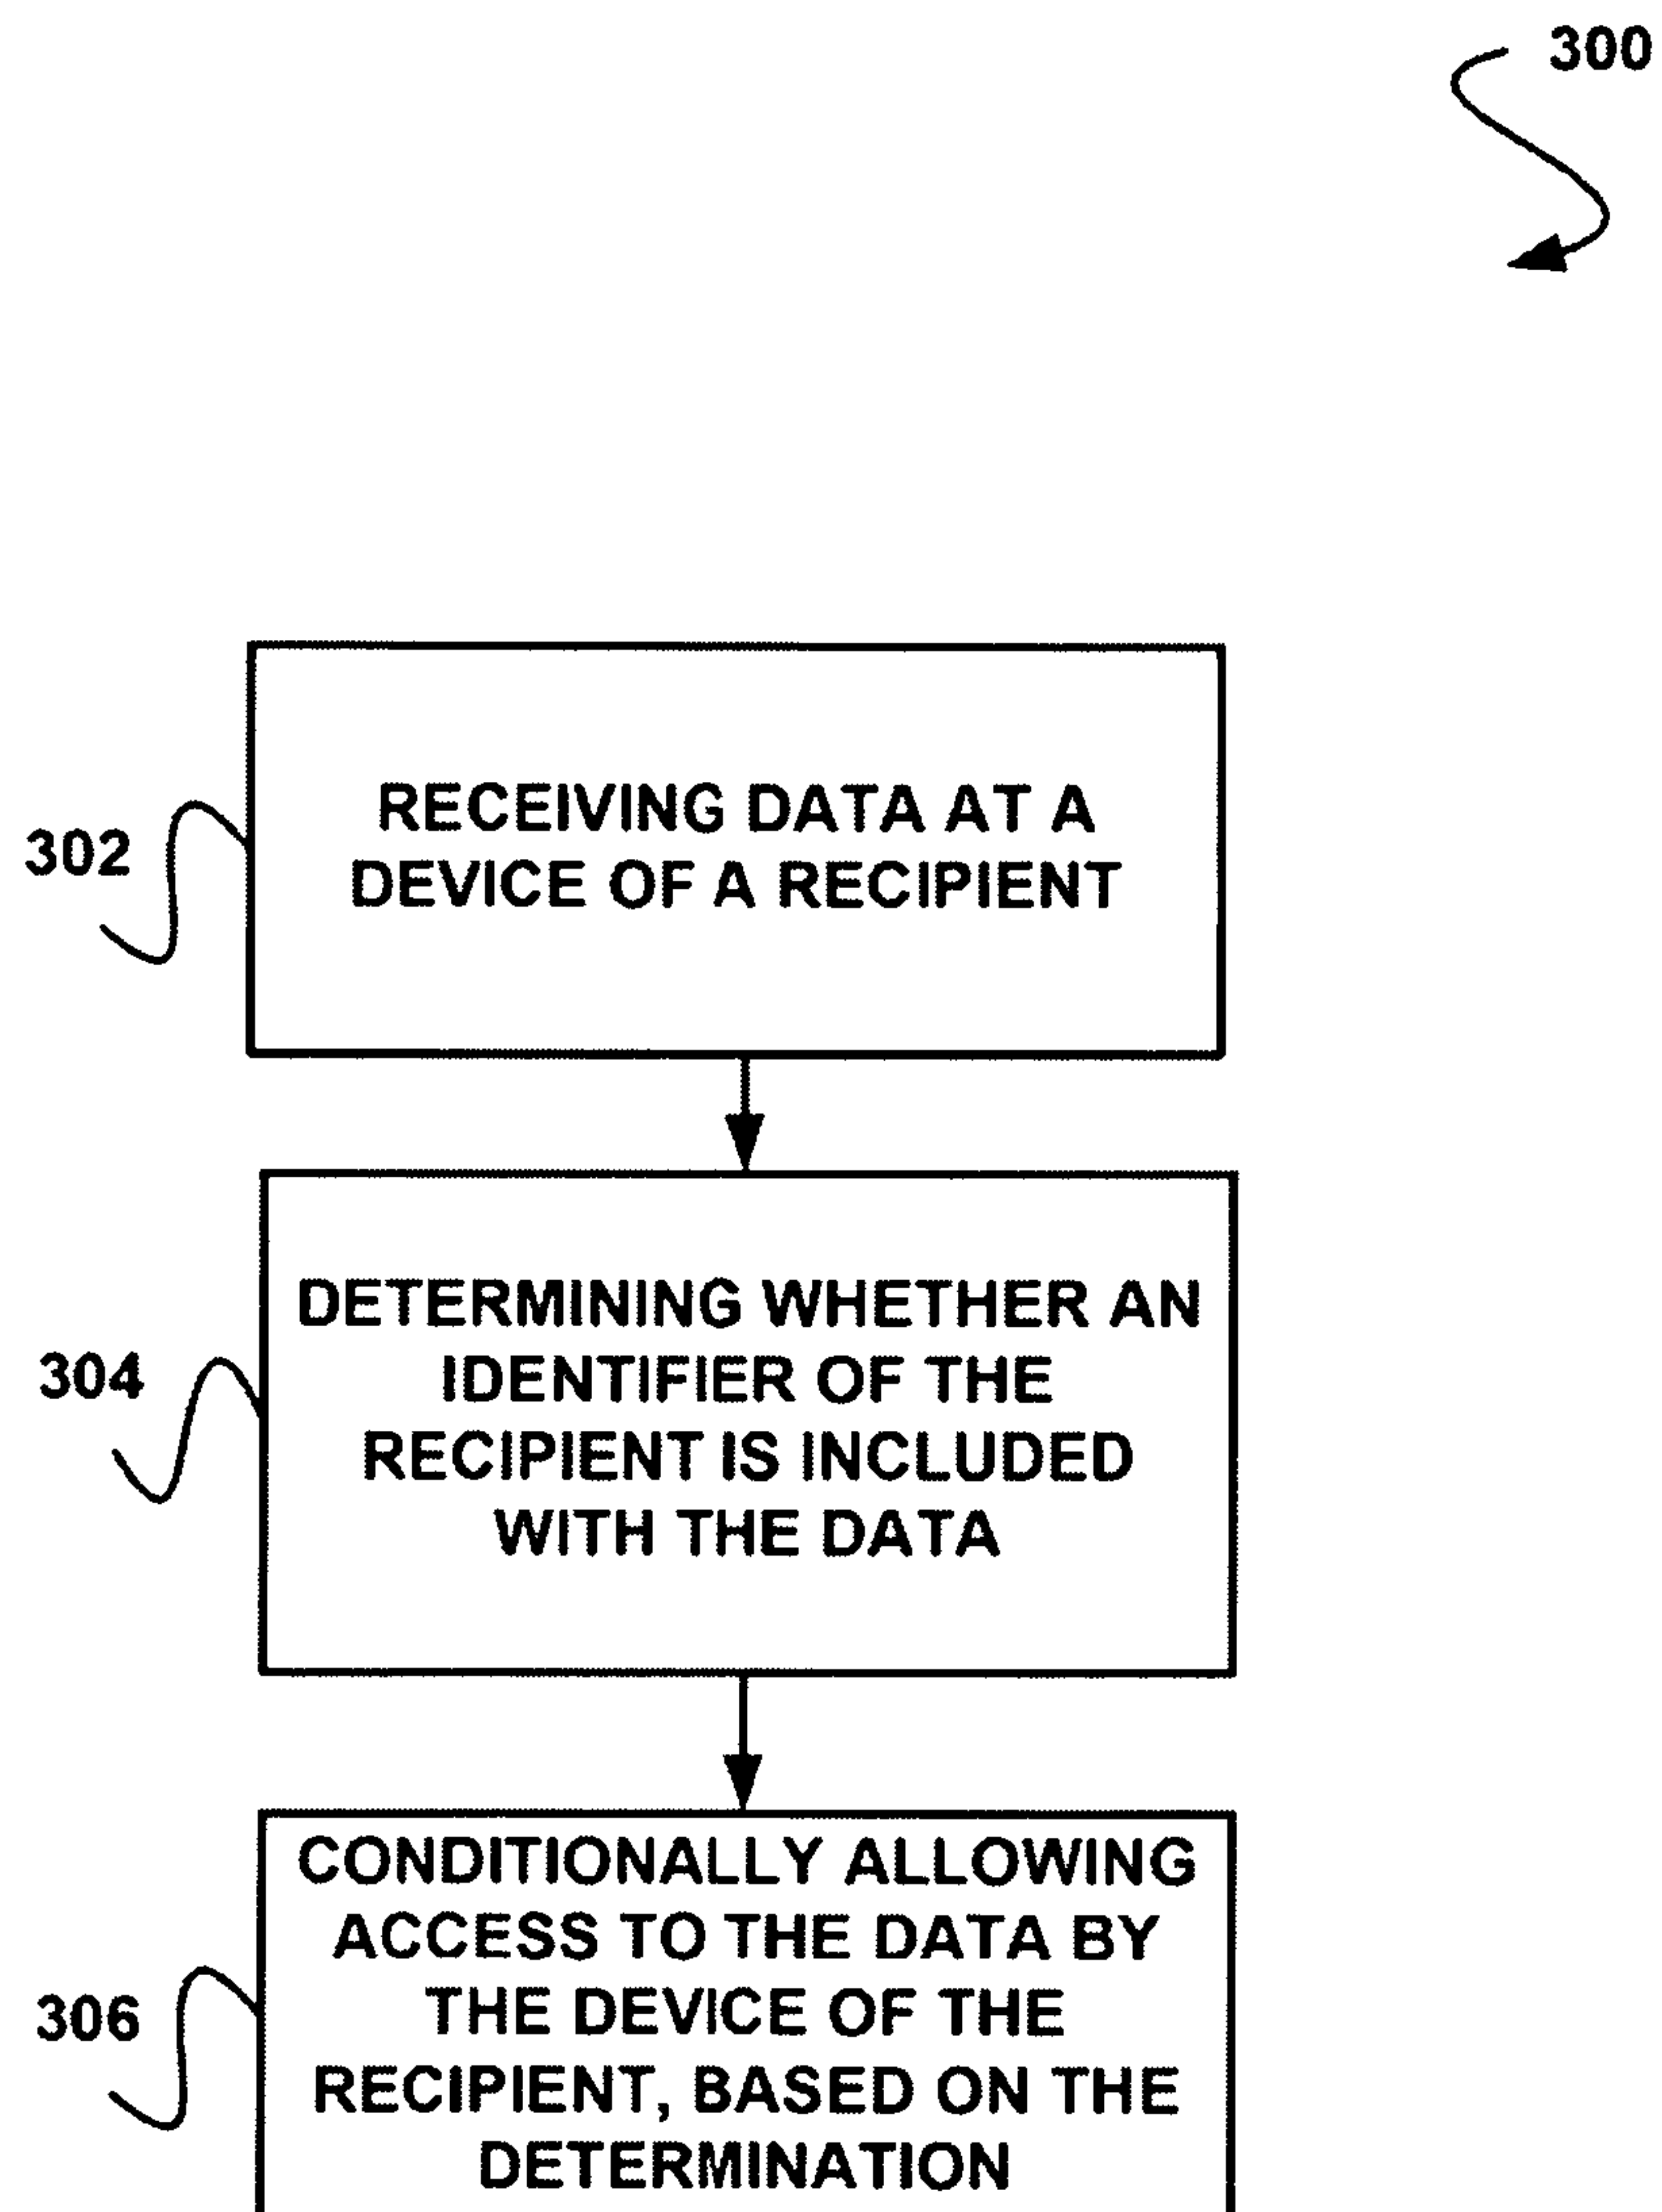 300
302
RECEIVING DATA AT A
DEVICE OF A RECIPIENT
304
DETERMINING WHETHER AN
IDENTIFIER OF THE
RECIPIENT IS INCLUDED
WITH THE DATA
306
CONDITIONALLY ALLOWING
ACCESS TO THE DATA BY
THE DEVICE OF THE
RECIPIENT, BASED ON THE
DETERMINATION